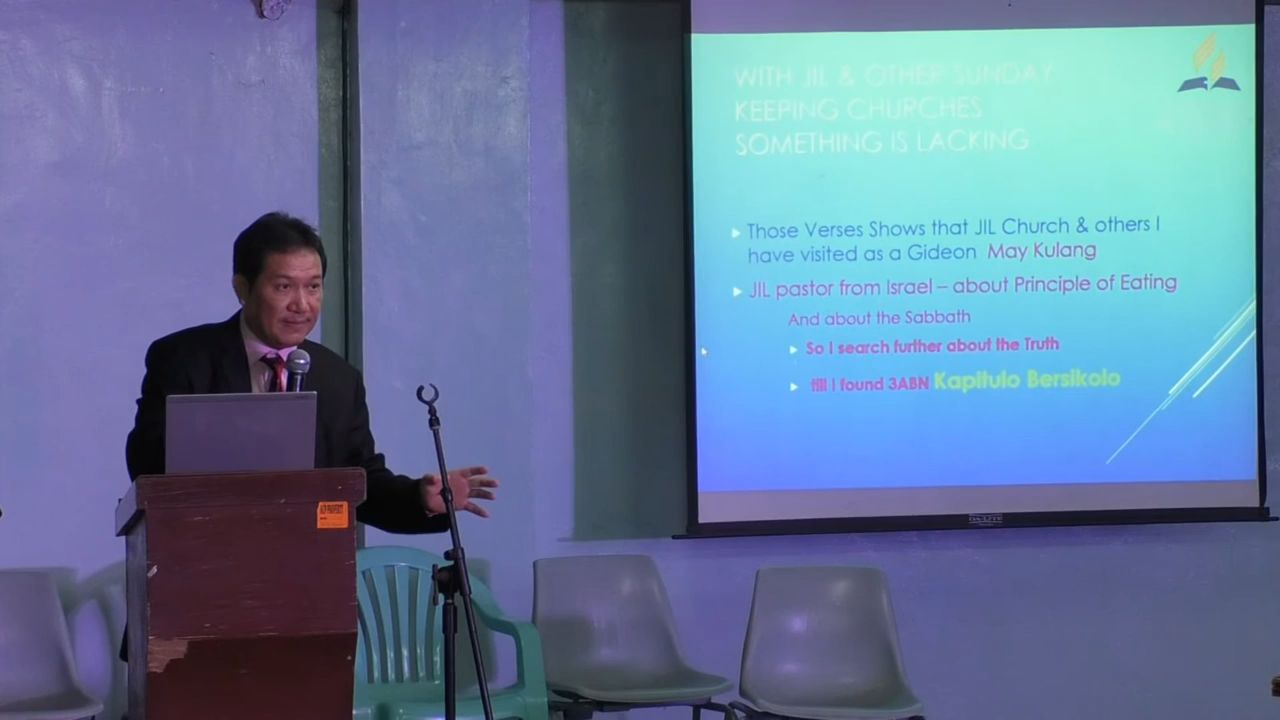 WITH JIL & OTHER SUNDAY
KEEPING CHURCHES
SOMETHING IS LACKING
Those Verses Shows that JIL Church & others I
have visited as a Gideon May Kulang
JIL pastor from Israel – about Principle of Eating
And about the Sabbath
So I search further about the Truth
till I found 3ABN Kapitulo Bersikolo
DA-LITE